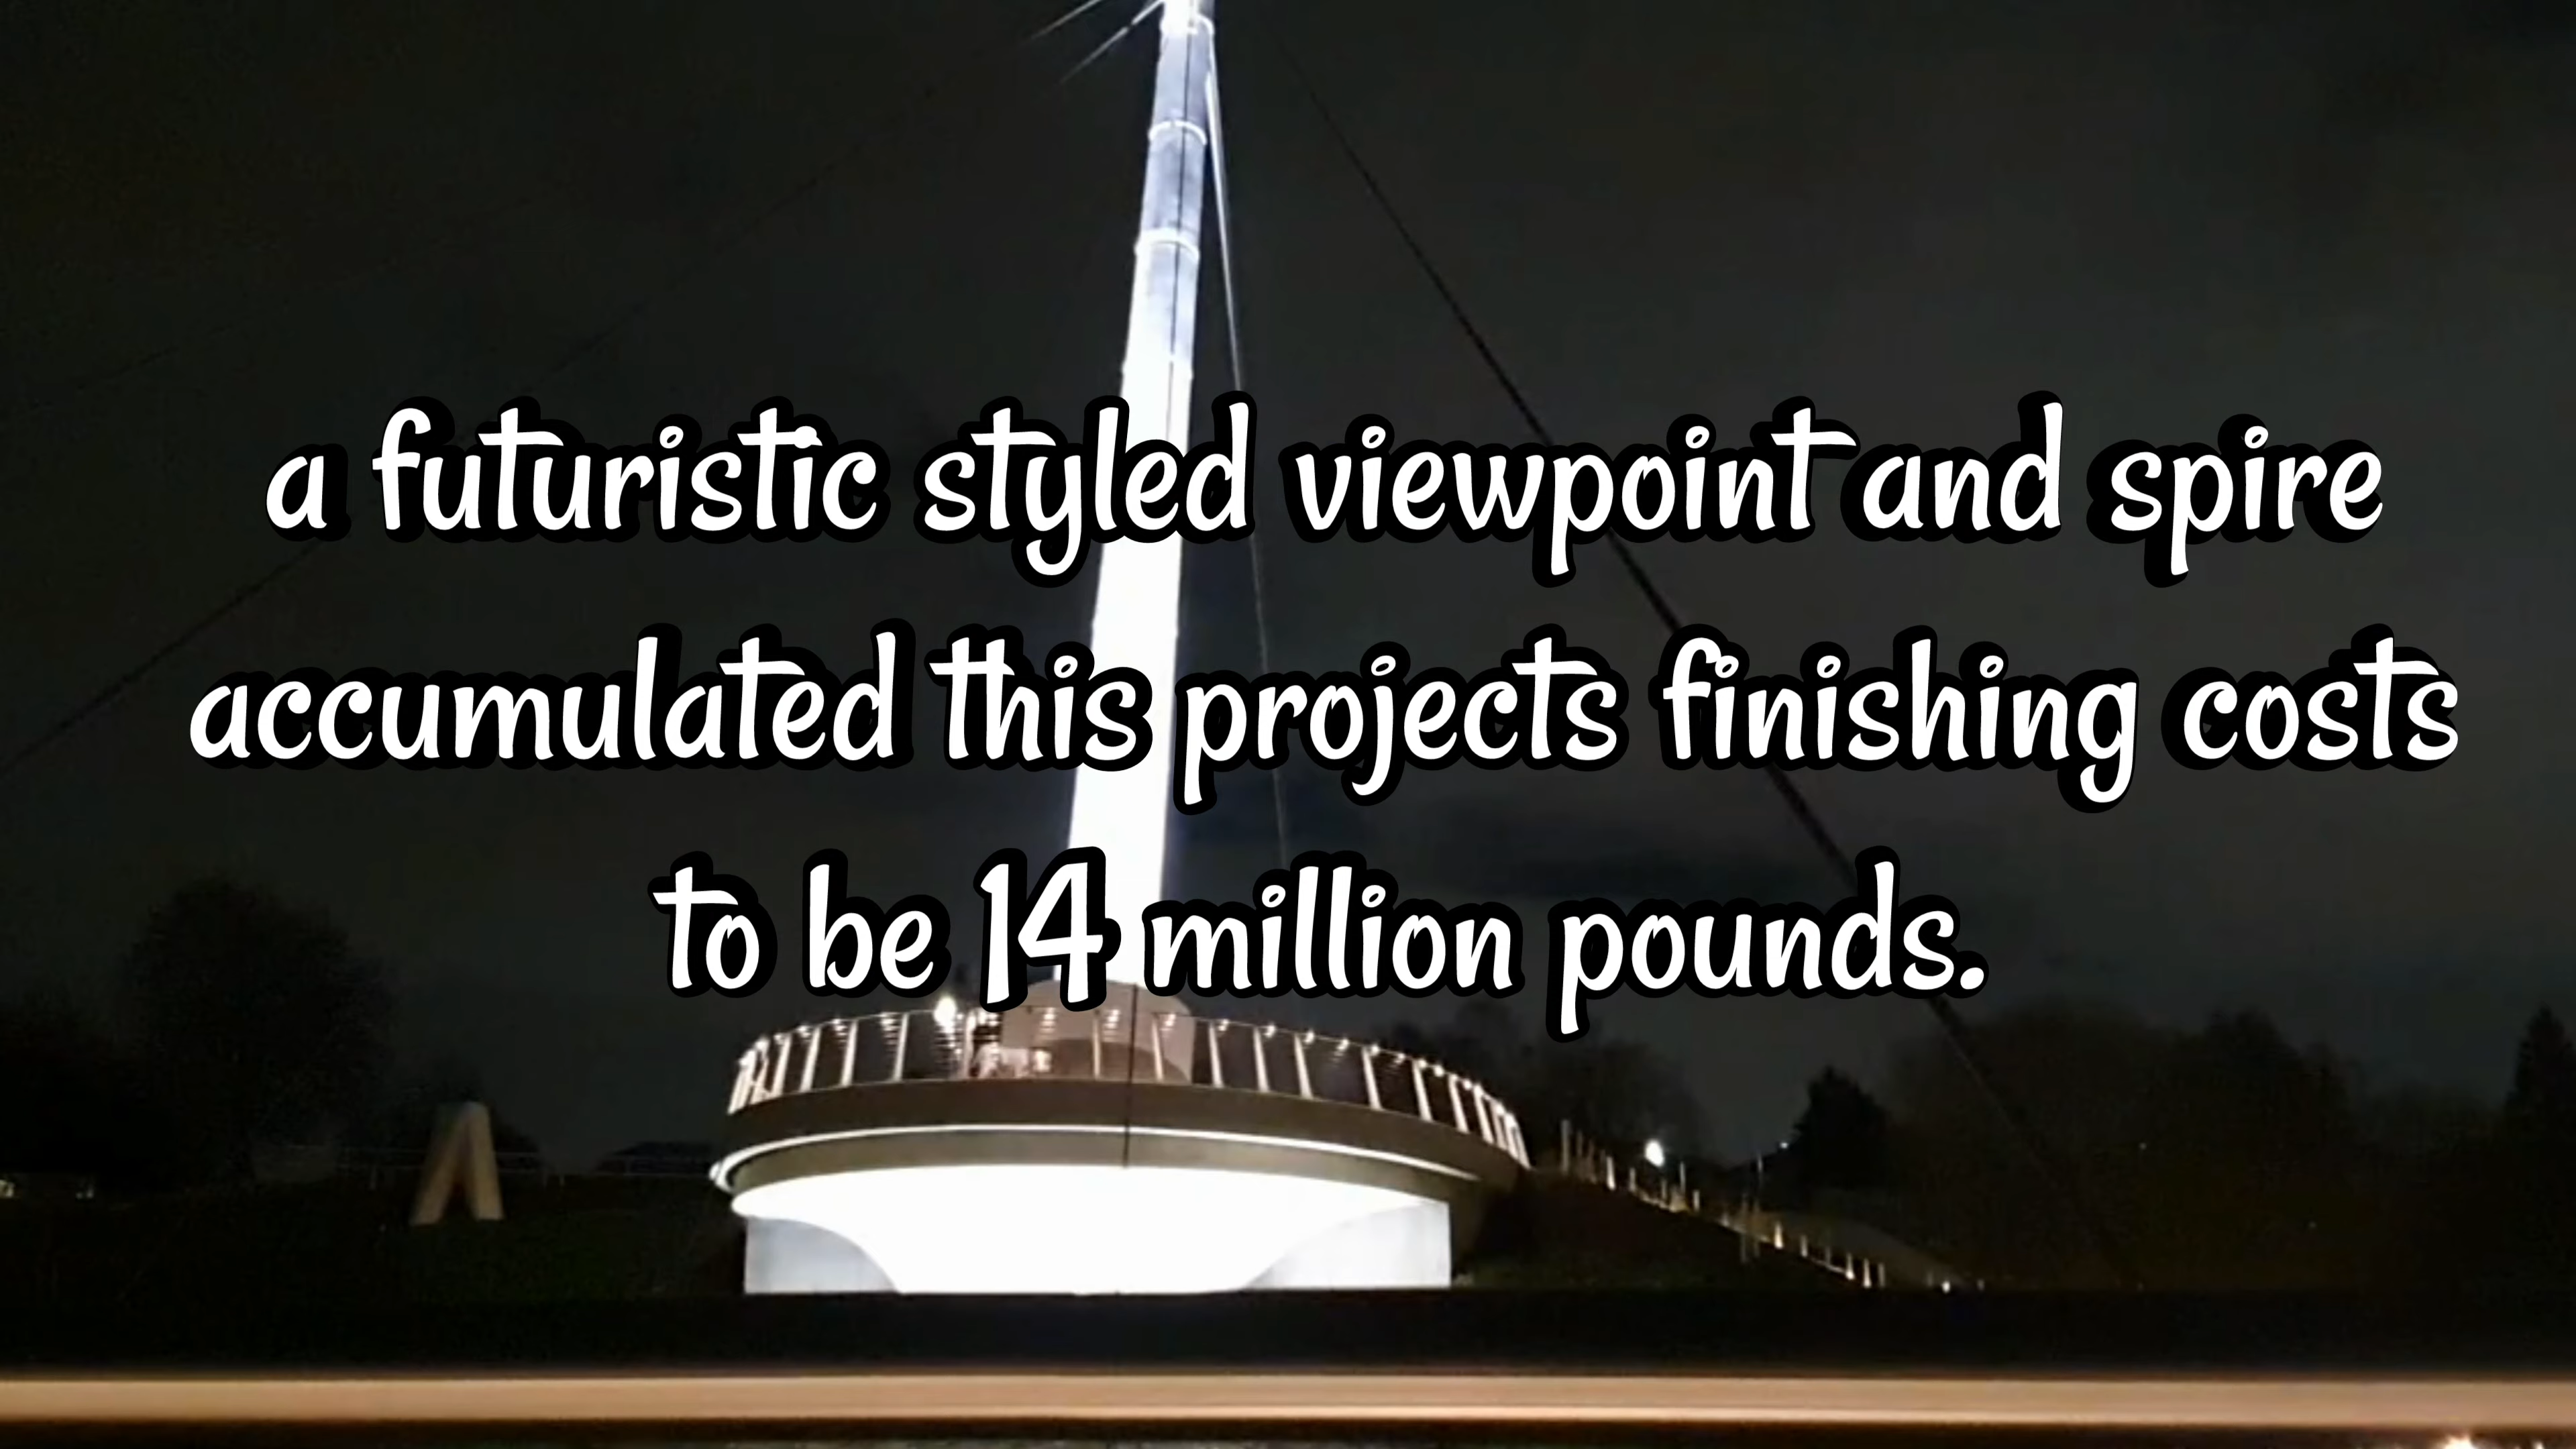 a futuristic styled viewpoint and spire
accumulated this projects finishing costs
to be 14 million pounds.